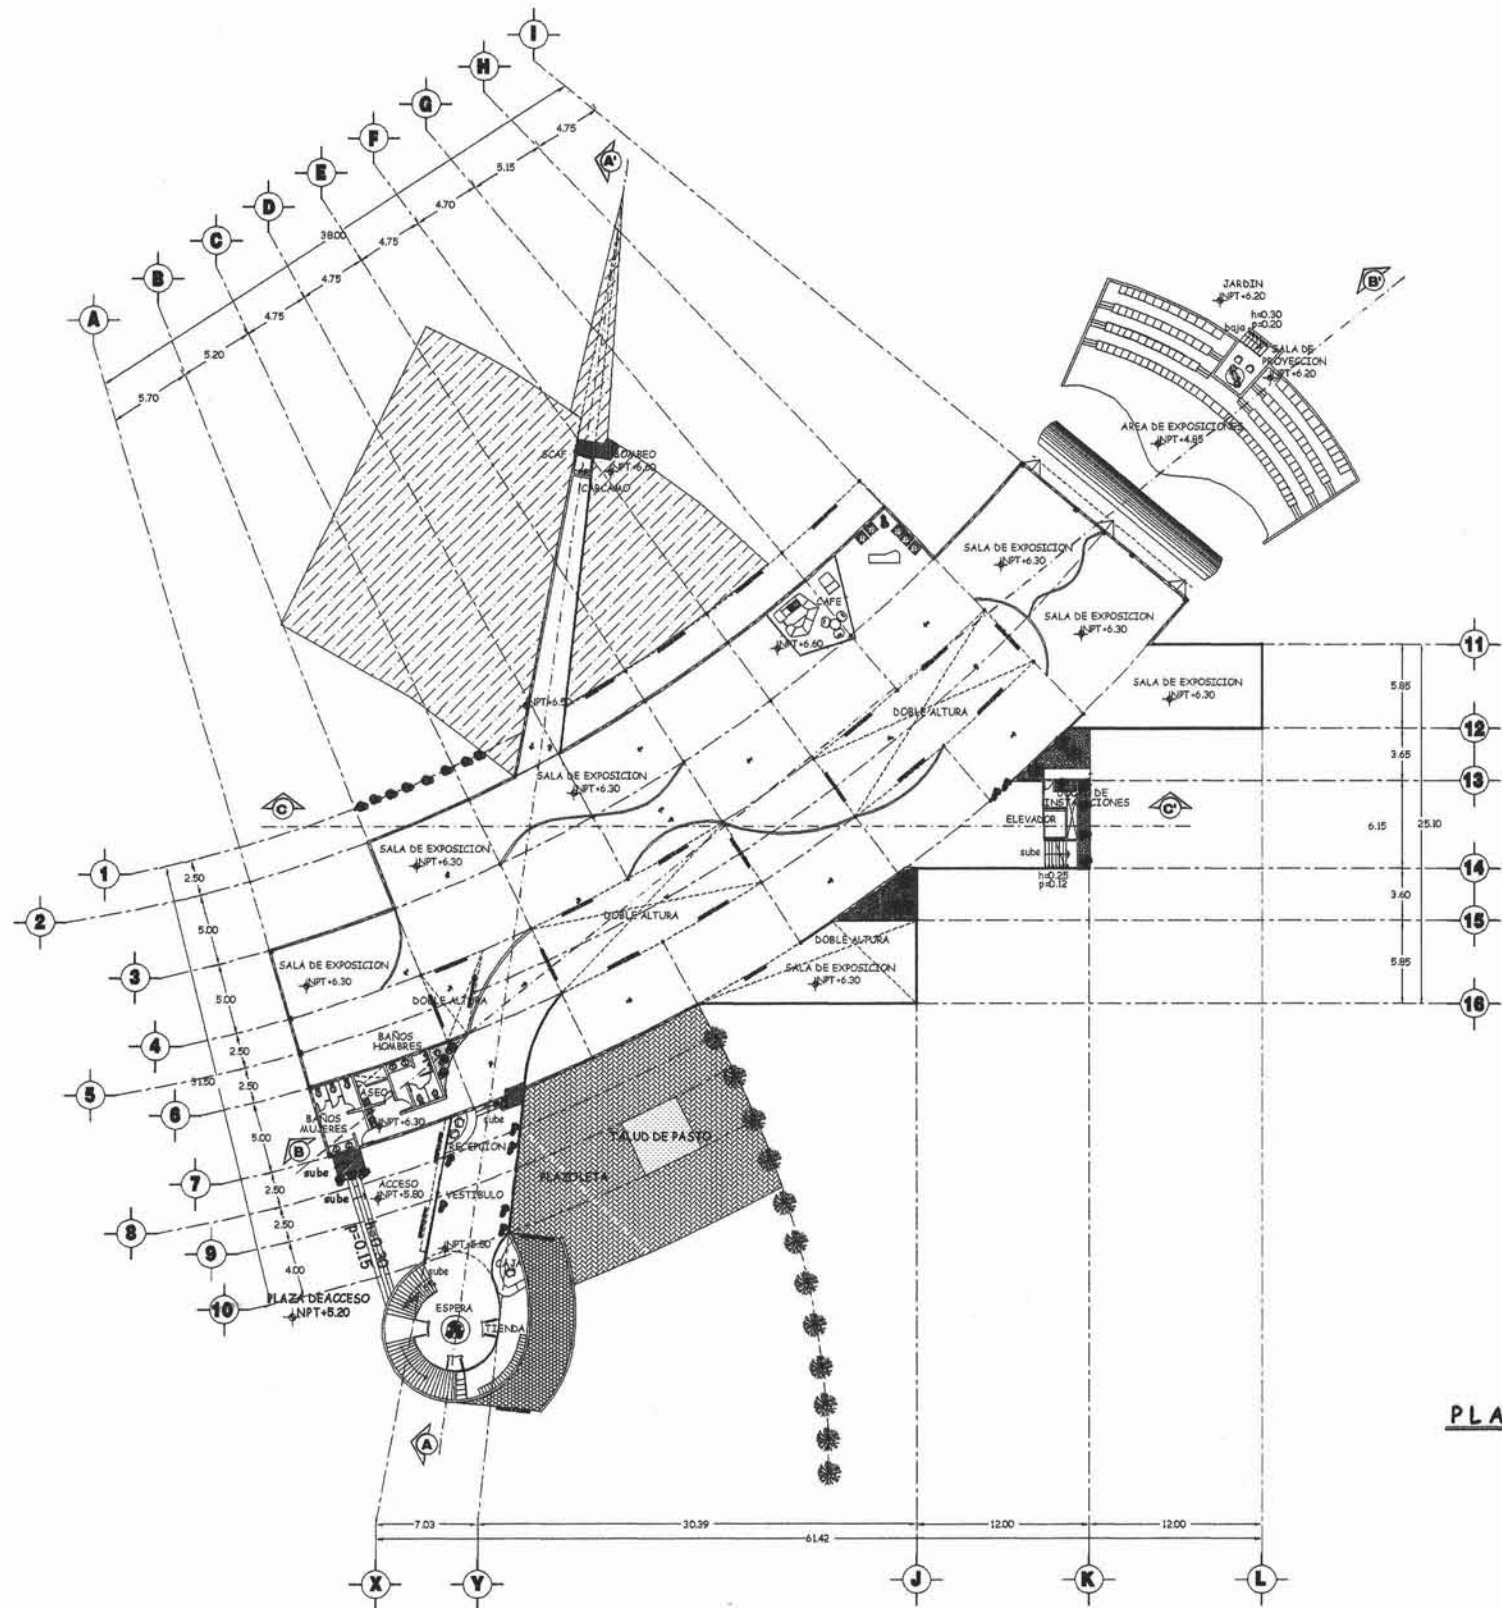 I
H
G
F
E
D
C
B
A
4.75
5.15
4.70
4.75
4.75
4.75
5.20
5.70
38.00
A'
B'
JARDIN
NPT+6.20
h=0.30
p=0.20
baja
SALA DE
PROYECCION
NPT+6.20
AREA DE EXPOSICIONES
NPT+4.85
BOMBEO
NPT+6.60
CARCAMO
SALA DE EXPOSICION
NPT+6.30
CAFE
NPT+6.60
SALA DE EXPOSICION
NPT+6.30
SALA DE EXPOSICION
NPT+6.30
DOBLE ALTURA
11
5.85
12
3.65
13
6.15
25.10
14
3.60
15
5.85
16
SALA DE EXPOSICION
NPT+6.30
C
C'
INSTALACIONES
ELEVADOR
sube
h=0.25
p=0.12
SALA DE EXPOSICION
NPT+6.30
DOBLE ALTURA
DOBLE ALTURA
SALA DE EXPOSICION
NPT+6.30
SALA DE EXPOSICION
NPT+6.30
DOBLE ALTURA
1
2
3
4
5
6
7
8
9
10
2.50
5.00
5.00
2.50
2.50
5.00
2.50
2.50
4.00
31.50
BAÑOS
HOMBRES
ASEO
NPT+6.30
BAÑOS
MUJERES
B
sube
sube
RECEPCION
sube
ACCESO
NPT+5.80
VESTIBULO
p=0.15
h=0.30
sube
CAJA
ESPERA
TIENDA
PLAZA DE ACCESO
NPT+5.20
TALUD DE PASTO
PLAZOLETA
A
PLA
7.03
30.39
12.00
12.00
61.42
X
Y
J
K
L